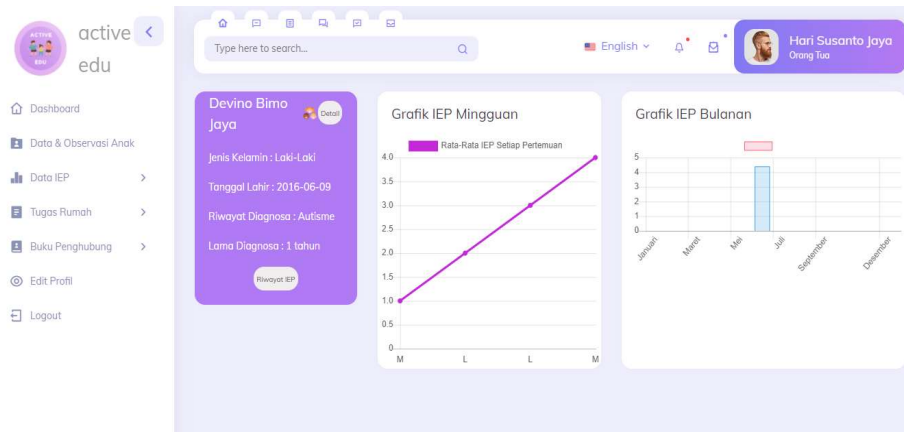 ACTIVE
EDU
active
edu
Dashboard
Data & Observasi Anak
Data IEP
Tugas Rumah
Buku Penghubung
Edit Profil
Logout
Type here to search...
English
Hari Susanto Jaya
Orang Tua
Devino Bimo
Jaya
Detail
Jenis Kelamin : Laki-Laki
Tanggal Lahir : 2016-06-09
Riwayat Diagnosa : Autisme
Lama Diagnosa : 1 tahun
Riwayat IEP
Grafik IEP Mingguan
Rata-Rata IEP Setiap Pertemuan
4.0
3.5
3.0
2.5
2.0
1.5
1.0
0.5
0
M L L M
Grafik IEP Bulanan
5
4
3
2
1
0
Januari Maret Mei Juli September Desember